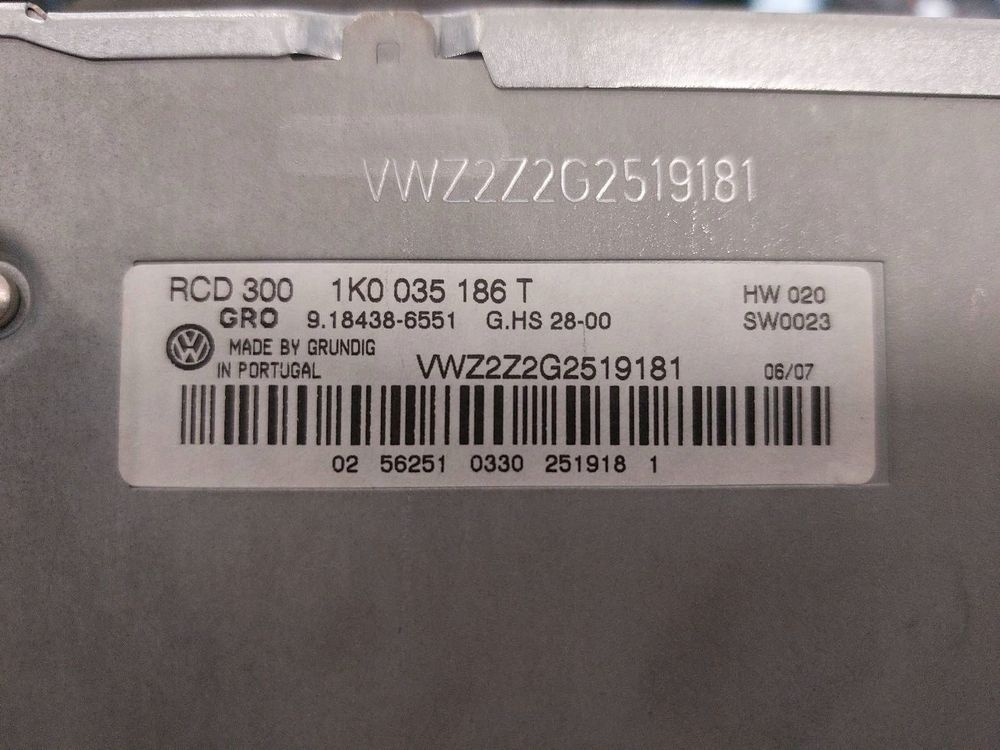 VWZ2Z2G2519181
RCD 300 1K0 035 186 T HW 020
GRO 9.18438-6551 G.HS 28-00 SW0023
MADE BY GRUNDIG
IN PORTUGAL VWZ2Z2G2519181 06/07
02 56251 0330 251918 1